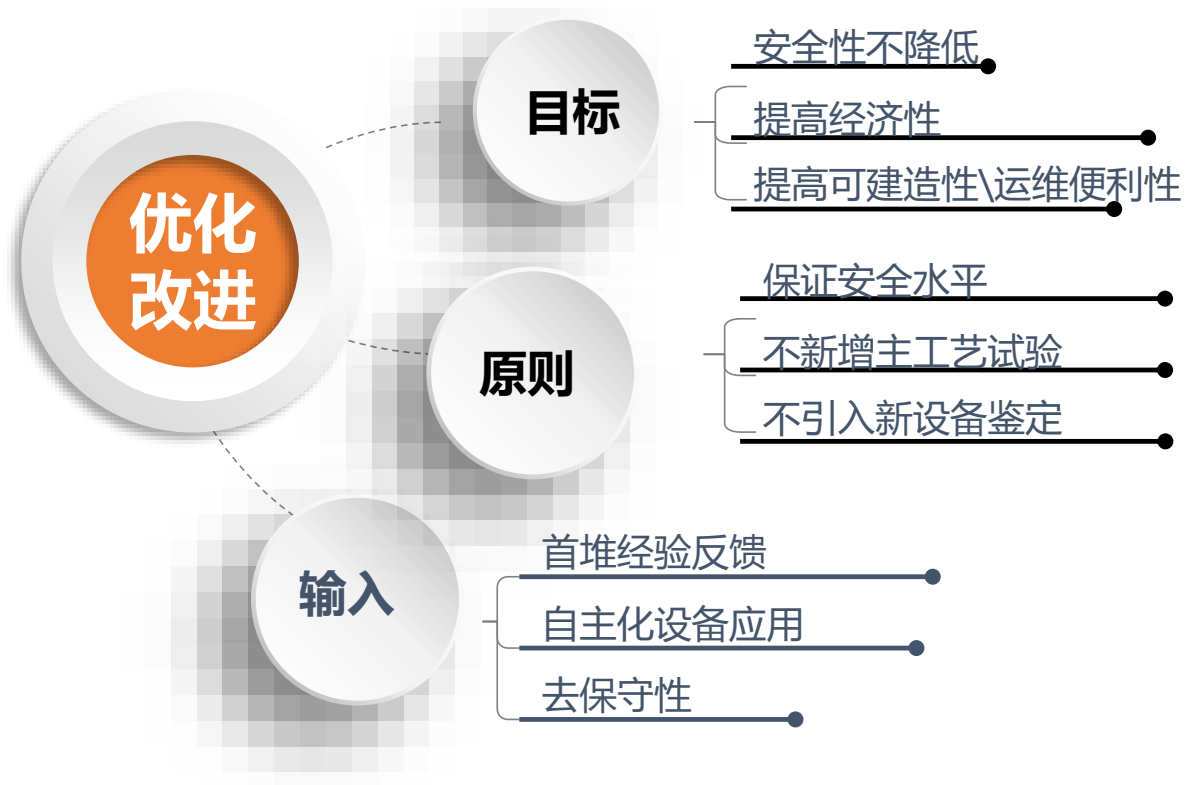 优化
改进
目标
安全性不降低
提高经济性
提高可建造性\运维便利性
原则
保证安全水平
不新增主工艺试验
不引入新设备鉴定
输入
首堆经验反馈
自主化设备应用
去保守性